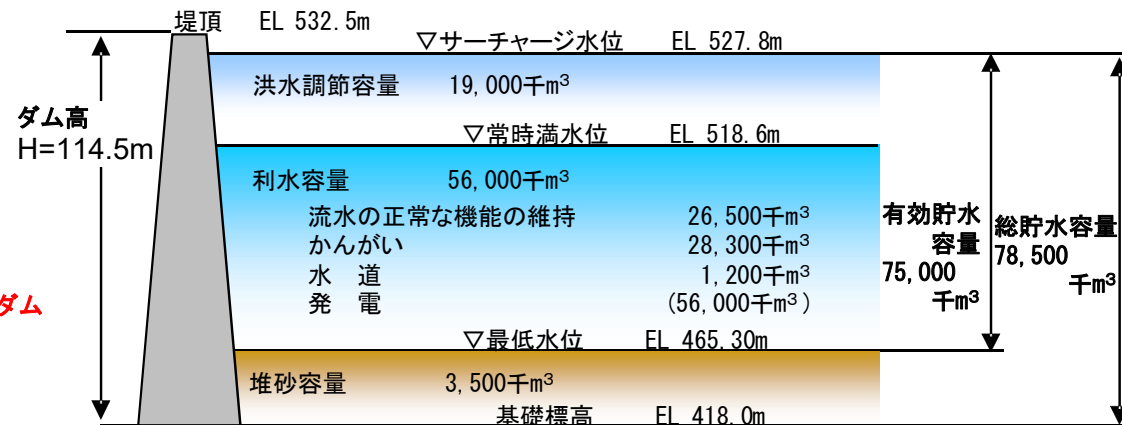 堤頂 EL 532.5m
▽サーチャージ水位 EL 527.8m
洪水調節容量 19,000千m³
ダム高
H=114.5m
▽常時満水位 EL 518.6m
利水容量 56,000千m³
流水の正常な機能の維持 26,500千m³
かんがい 28,300千m³
水 道 1,200千m³
発 電 (56,000千m³)
有効貯水
容量
75,000
千m³
総貯水容量
78,500
千m³
ダム
▽最低水位 EL 465.30m
堆砂容量 3,500千m³
基礎標高 EL 418.0m